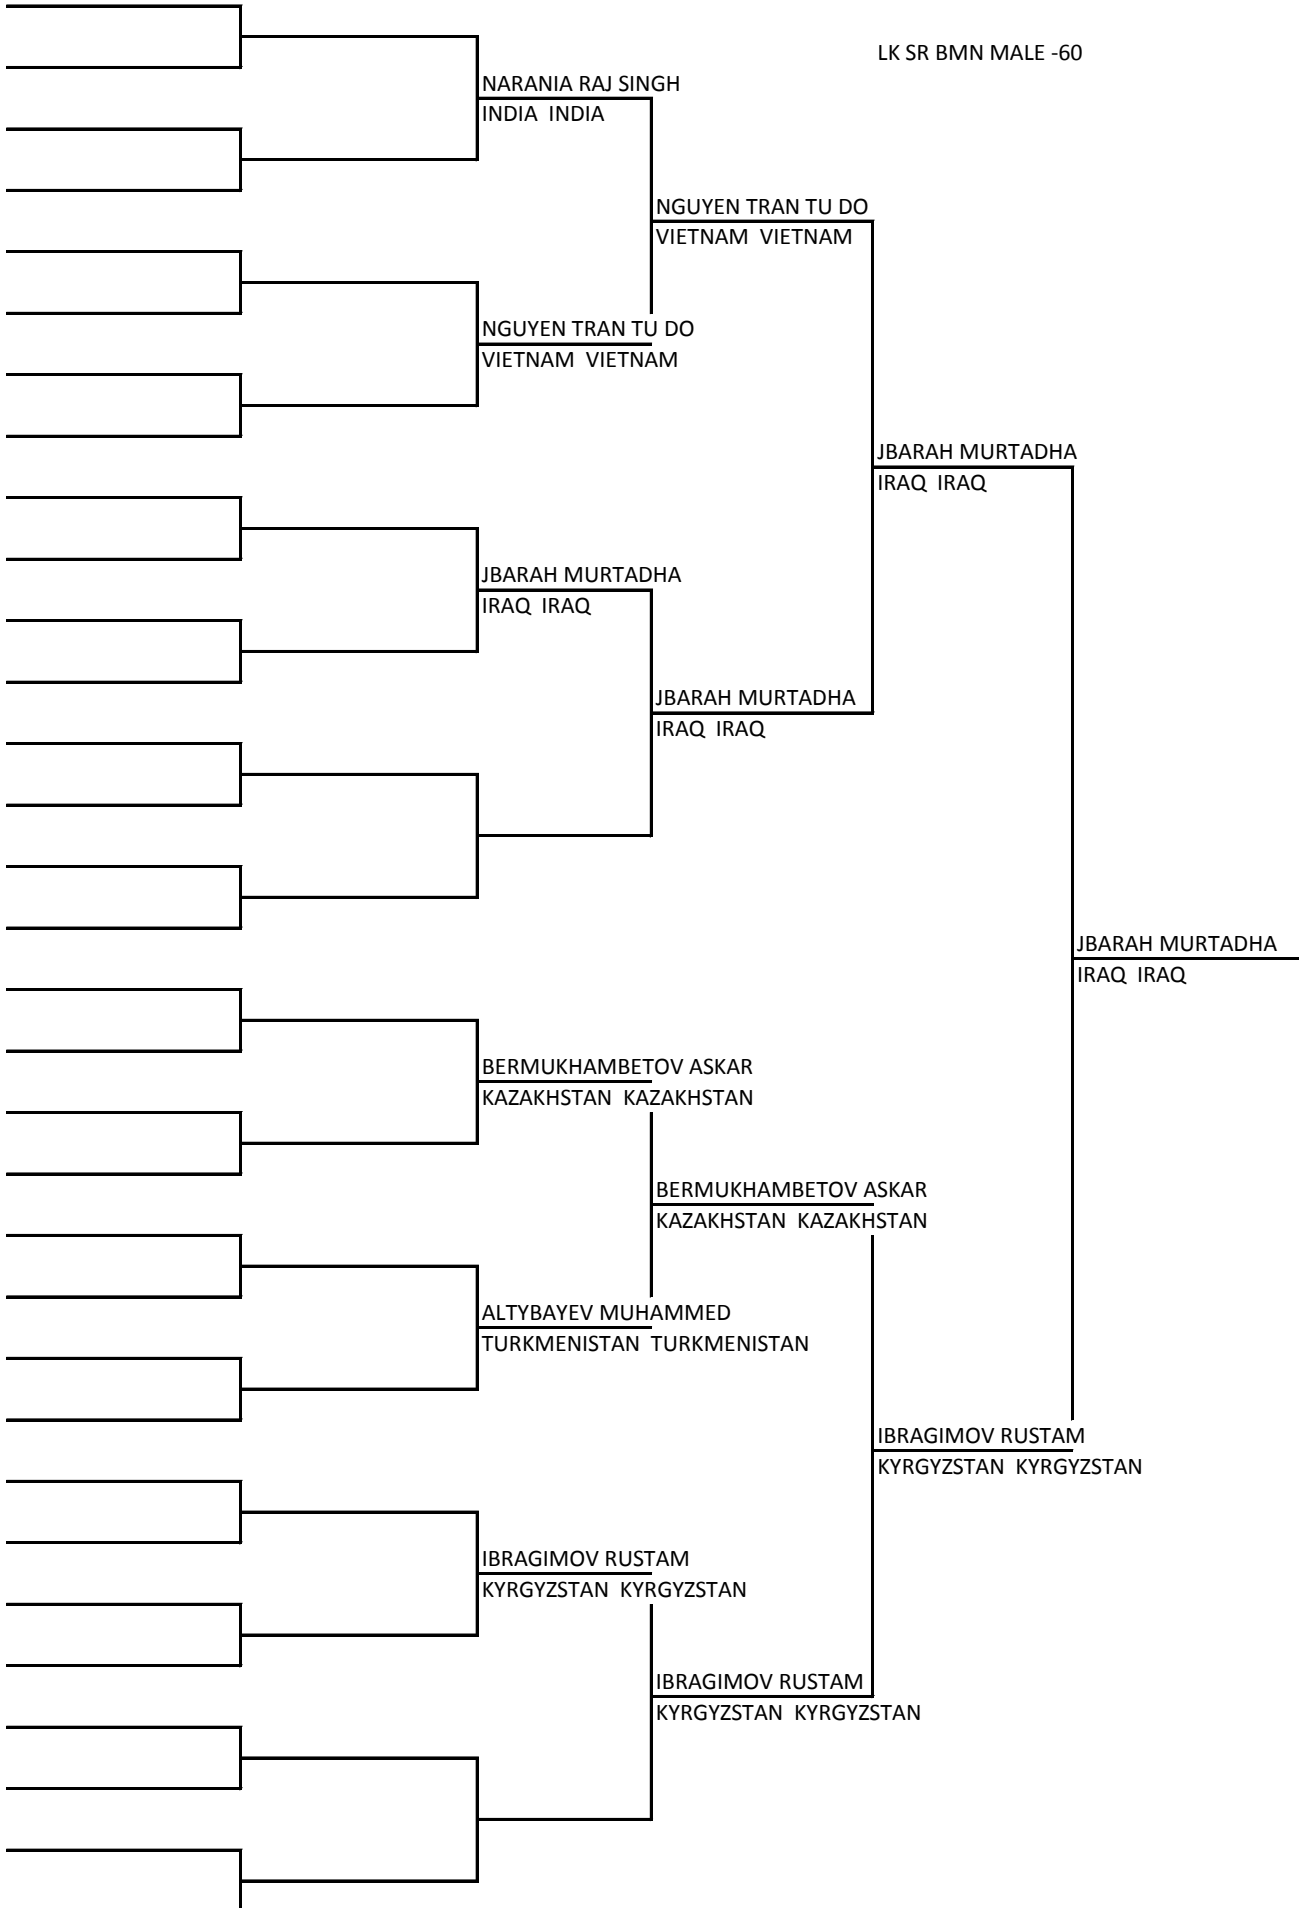 LK SR BMN MALE -60
NARANIA RAJ SINGH
INDIA  INDIA
NGUYEN TRAN TU DO
VIETNAM  VIETNAM
NGUYEN TRAN TU DO
VIETNAM  VIETNAM
JBARAH MURTADHA
IRAQ  IRAQ
JBARAH MURTADHA
IRAQ  IRAQ
JBARAH MURTADHA
IRAQ  IRAQ
JBARAH MURTADHA
IRAQ  IRAQ
BERMUKHAMBETOV ASKAR
KAZAKHSTAN  KAZAKHSTAN
BERMUKHAMBETOV ASKAR
KAZAKHSTAN  KAZAKHSTAN
ALTYBAYEV MUHAMMED
TURKMENISTAN  TURKMENISTAN
IBRAGIMOV RUSTAM
KYRGYZSTAN  KYRGYZSTAN
IBRAGIMOV RUSTAM
KYRGYZSTAN  KYRGYZSTAN
IBRAGIMOV RUSTAM
KYRGYZSTAN  KYRGYZSTAN